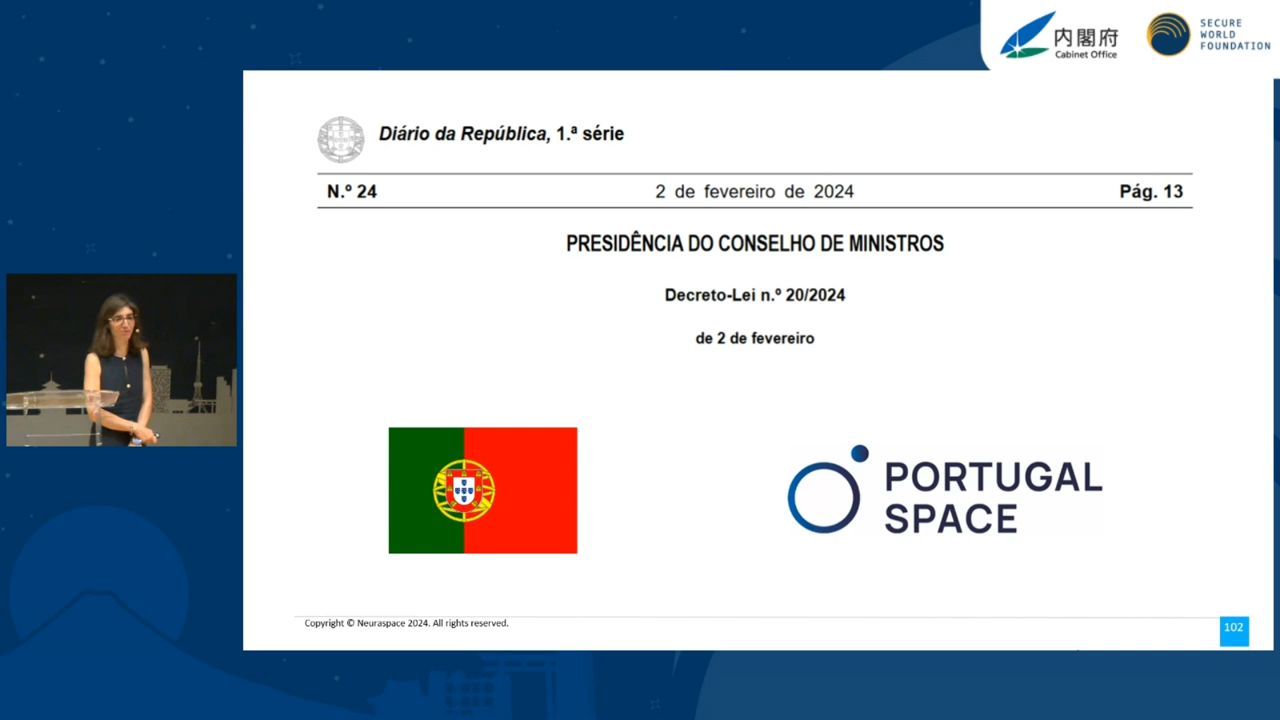 内閣府
Cabinet Office
SECURE
WORLD
FOUNDATION
Diário da República, 1.ª série
N.º 24 2 de fevereiro de 2024 Pág. 13
PRESIDÊNCIA DO CONSELHO DE MINISTROS
Decreto-Lei n.º 20/2024
de 2 de fevereiro
PORTUGAL
SPACE
Copyright © Neuraspace 2024. All rights reserved.
102